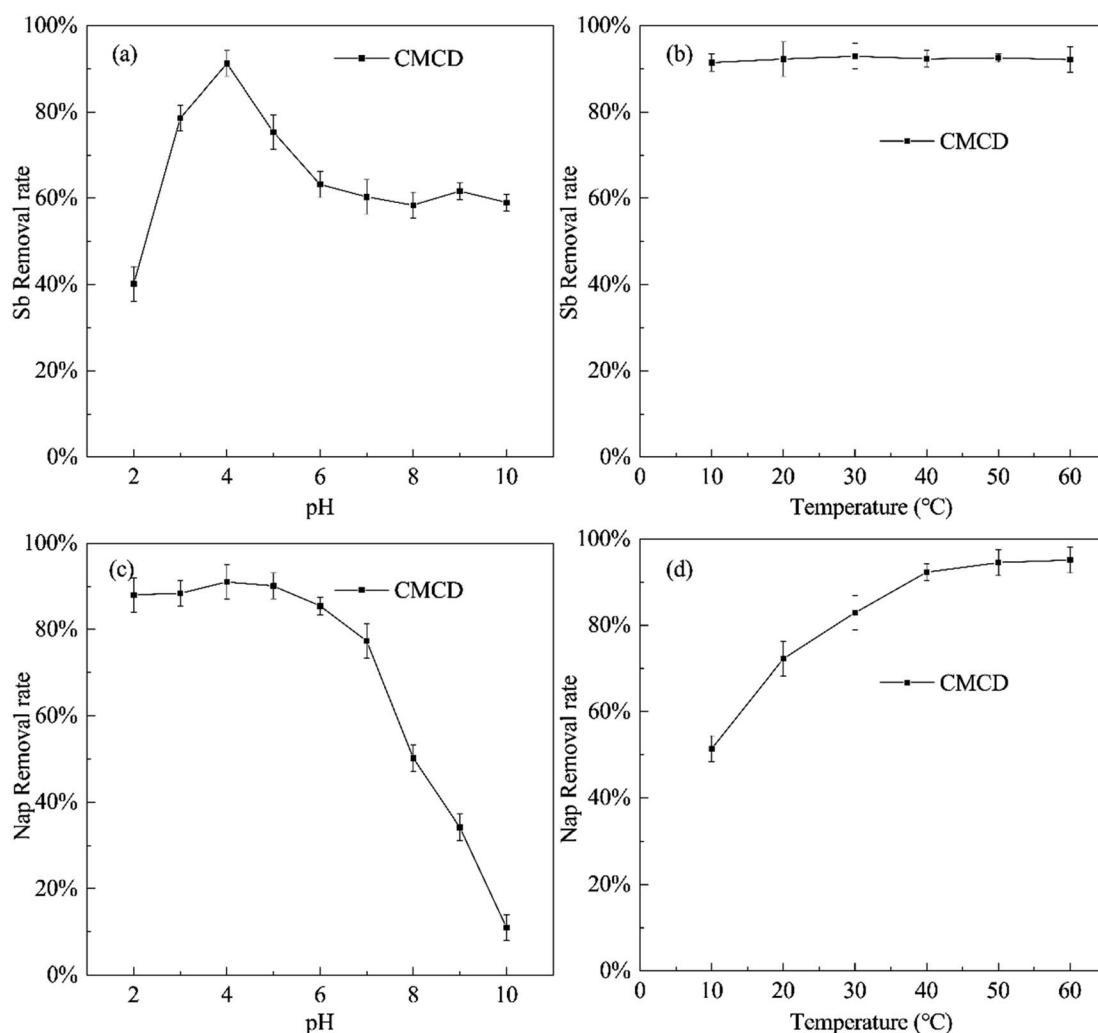 (a)
CMCD
100%
80%
60%
40%
20%
0%
Sb Removal rate
2 4 6 8 10
pH
(b)
CMCD
100%
80%
60%
40%
20%
0%
Sb Removal rate
0 10 20 30 40 50 60
Temperature (°C)
(c)
CMCD
100%
80%
60%
40%
20%
0%
Nap Removal rate
2 4 6 8 10
pH
(d)
CMCD
100%
80%
60%
40%
20%
0%
Nap Removal rate
0 10 20 30 40 50 60
Temperature (°C)